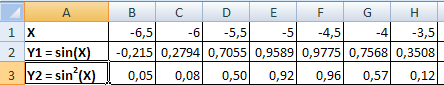 A B C D E F G H
1 X -6,5 -6 -5,5 -5 -4,5 -4 -3,5
2 Y1 = sin(X) -0,215 0,2794 0,7055 0,9589 0,9775 0,7568 0,3508
3 Y2 = sin²(X) 0,05 0,08 0,50 0,92 0,96 0,57 0,12